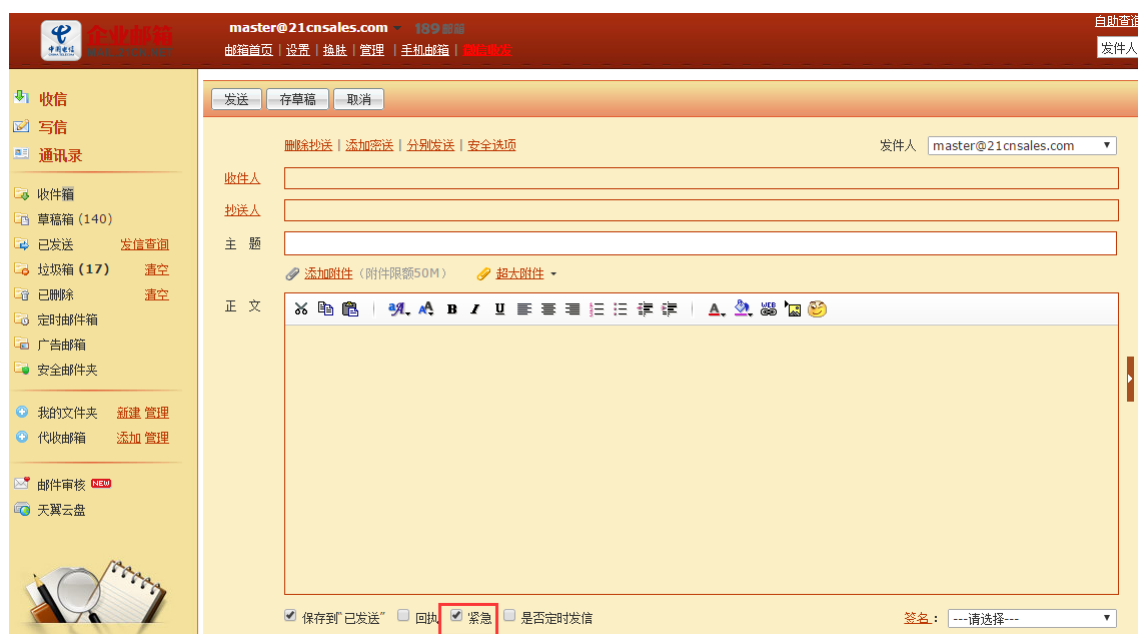 master@21cnsales.com 189邮箱
自助查询
中国电信
企业邮箱
邮箱首页 | 设置 | 换肤 | 管理 | 手机邮箱 |
发件人
收信
写信
通讯录
收件箱
草稿箱 (140)
已发送 发信查询
垃圾箱 (17) 清空
已删除 清空
定时邮件箱
广告邮箱
安全邮件夹
我的文件夹 新建 管理
代收邮箱 添加 管理
邮件审核 NEW
天翼云盘
发送 存草稿 取消
删除抄送 | 添加密送 | 分别发送 | 安全选项
发件人 master@21cnsales.com
收件人
抄送人
主 题
添加附件 (附件限额50M) 超大附件
正 文
B I U A WEB
保存到"已发送" 回执 紧急 是否定时发信
签名: ---请选择---